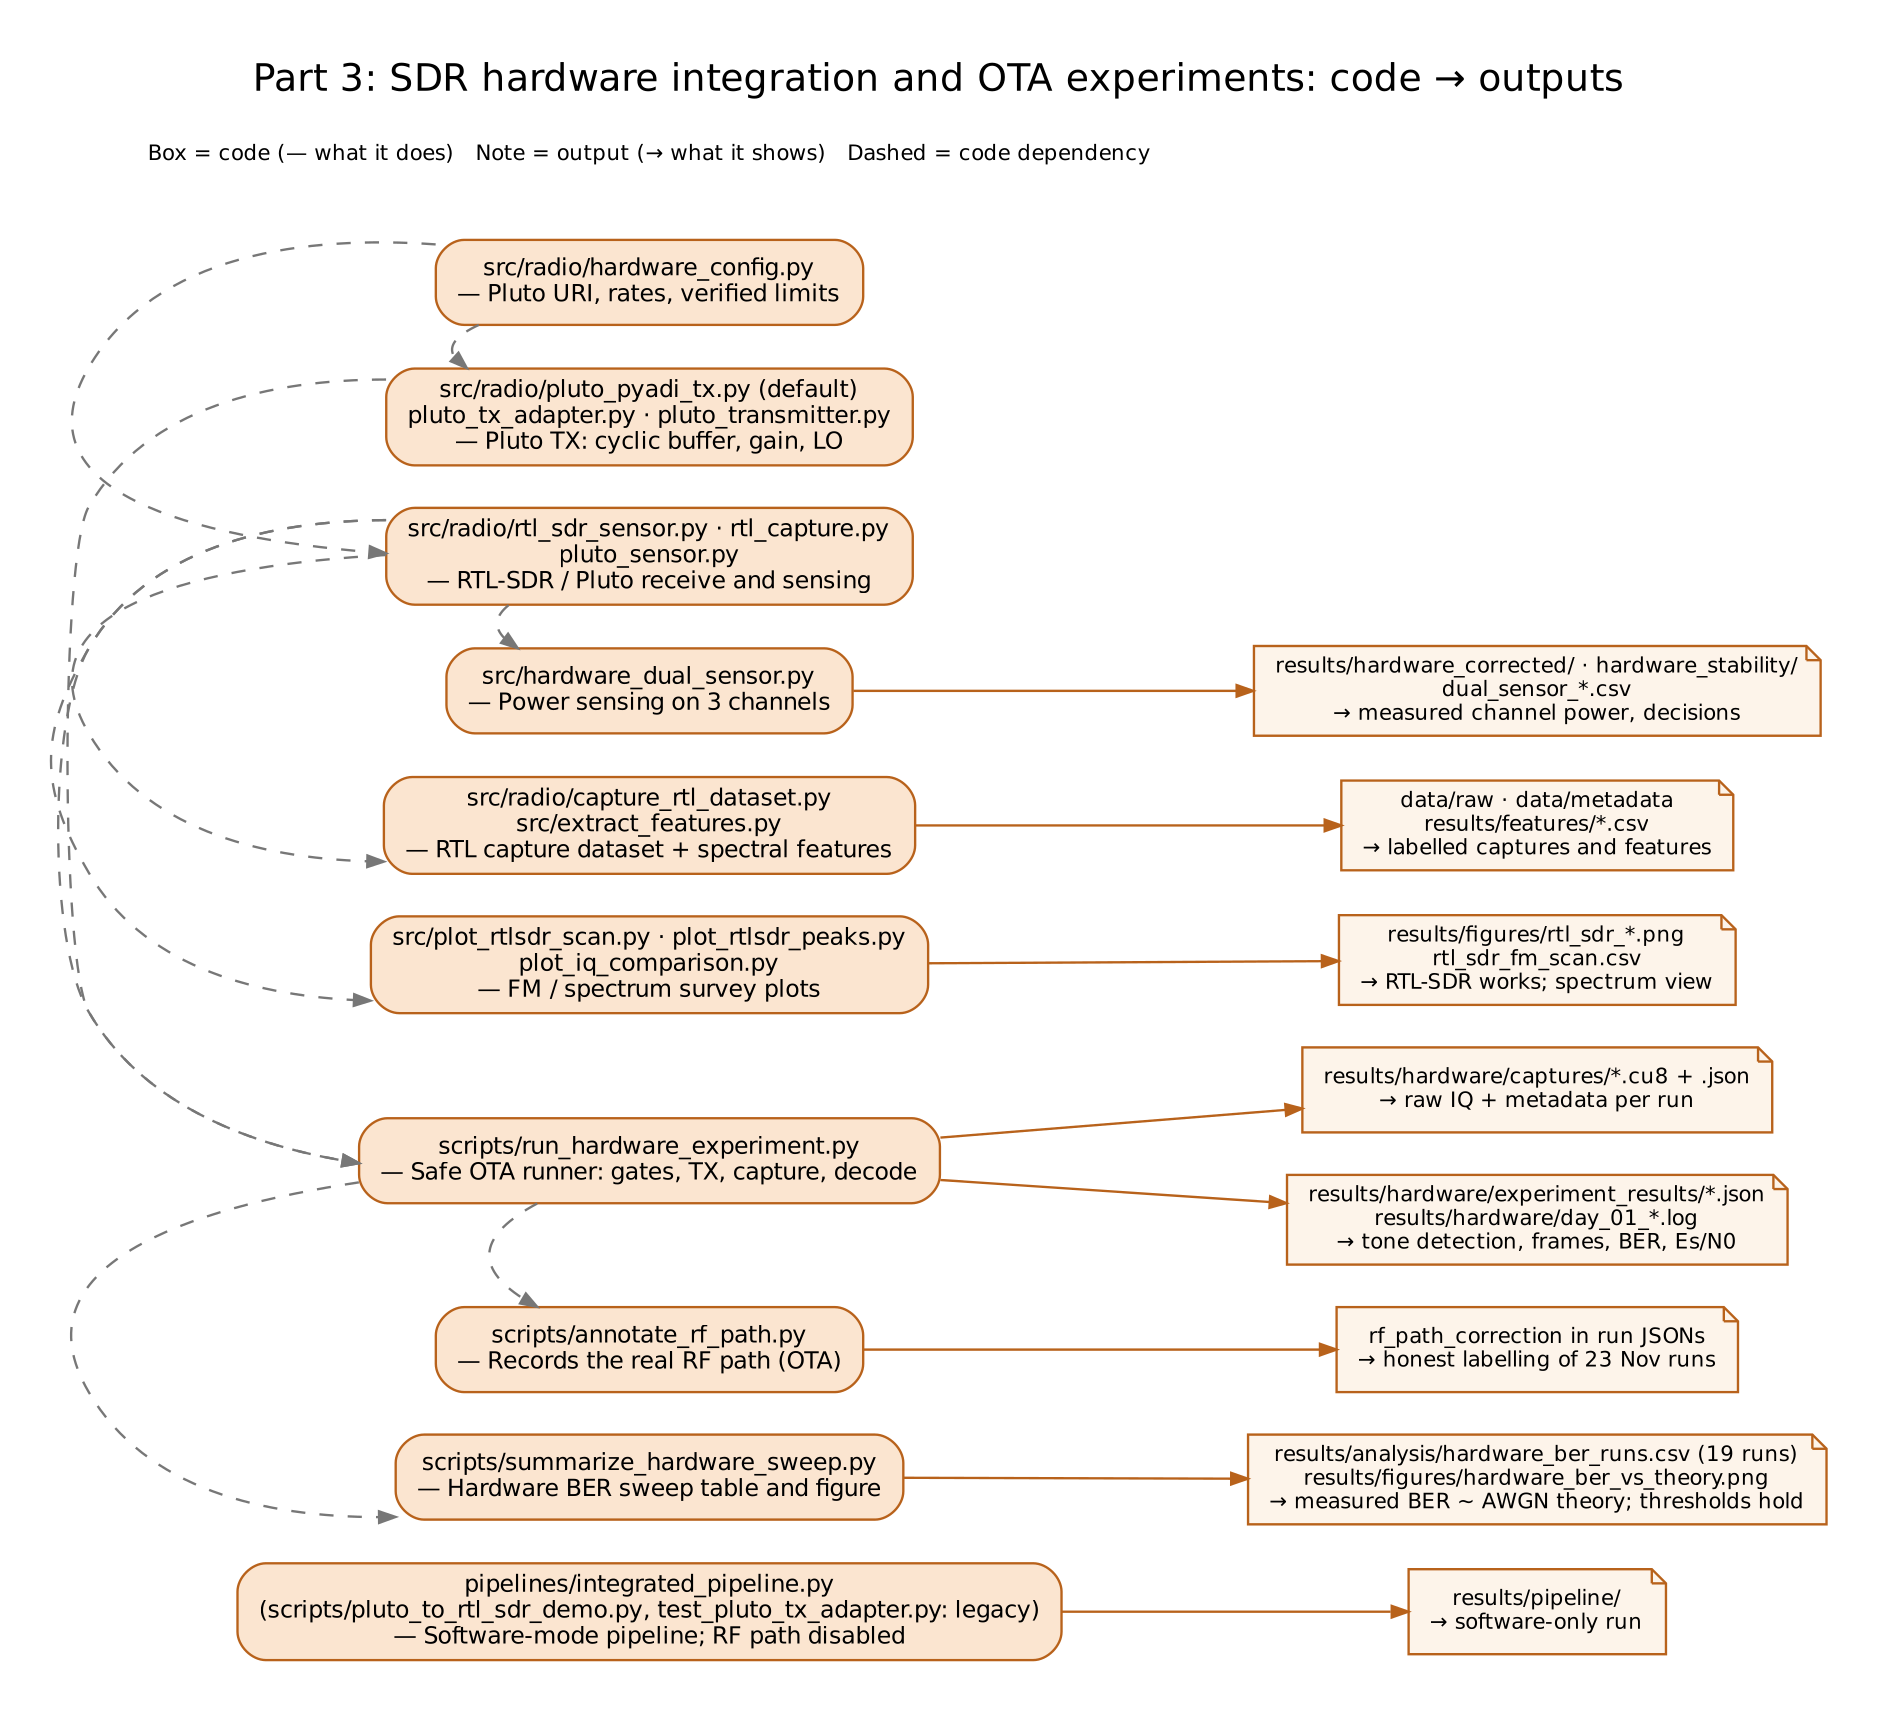 Part 3: SDR hardware integration and OTA experiments: code → outputs
Box = code (— what it does)   Note = output (→ what it shows)   Dashed = code dependency
src/radio/hardware_config.py
— Pluto URI, rates, verified limits
src/radio/pluto_pyadi_tx.py (default)
pluto_tx_adapter.py · pluto_transmitter.py
— Pluto TX: cyclic buffer, gain, LO
src/radio/rtl_sdr_sensor.py · rtl_capture.py
pluto_sensor.py
— RTL-SDR / Pluto receive and sensing
src/hardware_dual_sensor.py
— Power sensing on 3 channels
results/hardware_corrected/ · hardware_stability/
dual_sensor_*.csv
→ measured channel power, decisions
src/radio/capture_rtl_dataset.py
src/extract_features.py
— RTL capture dataset + spectral features
data/raw · data/metadata
results/features/*.csv
→ labelled captures and features
src/plot_rtlsdr_scan.py · plot_rtlsdr_peaks.py
plot_iq_comparison.py
— FM / spectrum survey plots
results/figures/rtl_sdr_*.png
rtl_sdr_fm_scan.csv
→ RTL-SDR works; spectrum view
scripts/run_hardware_experiment.py
— Safe OTA runner: gates, TX, capture, decode
results/hardware/captures/*.cu8 + .json
→ raw IQ + metadata per run
results/hardware/experiment_results/*.json
results/hardware/day_01_*.log
→ tone detection, frames, BER, Es/N0
scripts/annotate_rf_path.py
— Records the real RF path (OTA)
rf_path_correction in run JSONs
→ honest labelling of 23 Nov runs
scripts/summarize_hardware_sweep.py
— Hardware BER sweep table and figure
results/analysis/hardware_ber_runs.csv (19 runs)
results/figures/hardware_ber_vs_theory.png
→ measured BER ~ AWGN theory; thresholds hold
pipelines/integrated_pipeline.py
(scripts/pluto_to_rtl_sdr_demo.py, test_pluto_tx_adapter.py: legacy)
— Software-mode pipeline; RF path disabled
results/pipeline/
→ software-only run